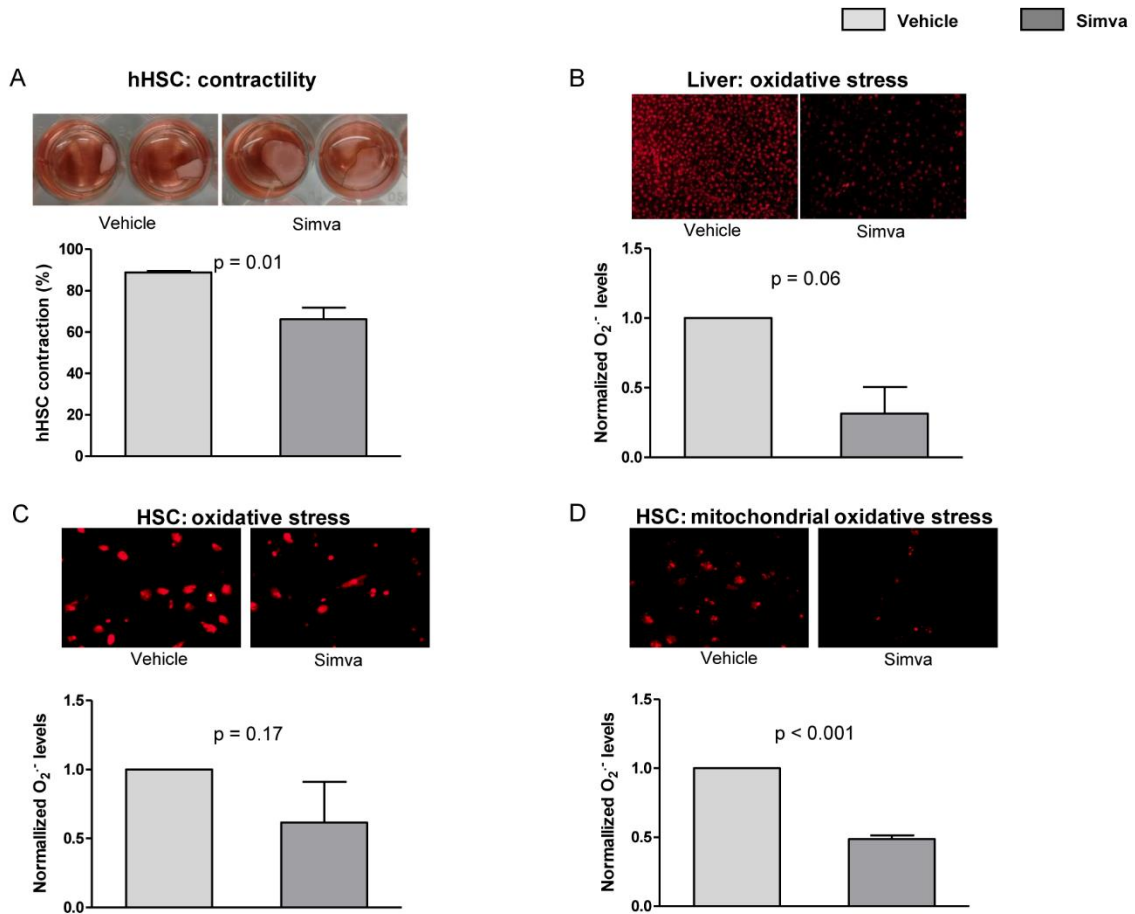 Vehicle Simva
A
hHSC: contractility
Vehicle Simva
hHSC contraction (%)
100
80
60
40
20
0
p = 0.01
B
Liver: oxidative stress
Vehicle Simva
Normalized O₂·⁻ levels
1.5
1.0
0.5
0.0
p = 0.06
C
HSC: oxidative stress
Vehicle Simva
Normallized O₂·⁻ levels
1.5
1.0
0.5
0.0
p = 0.17
D
HSC: mitochondrial oxidative stress
Vehicle Simva
Normallized O₂·⁻ levels
1.5
1.0
0.5
0.0
p < 0.001